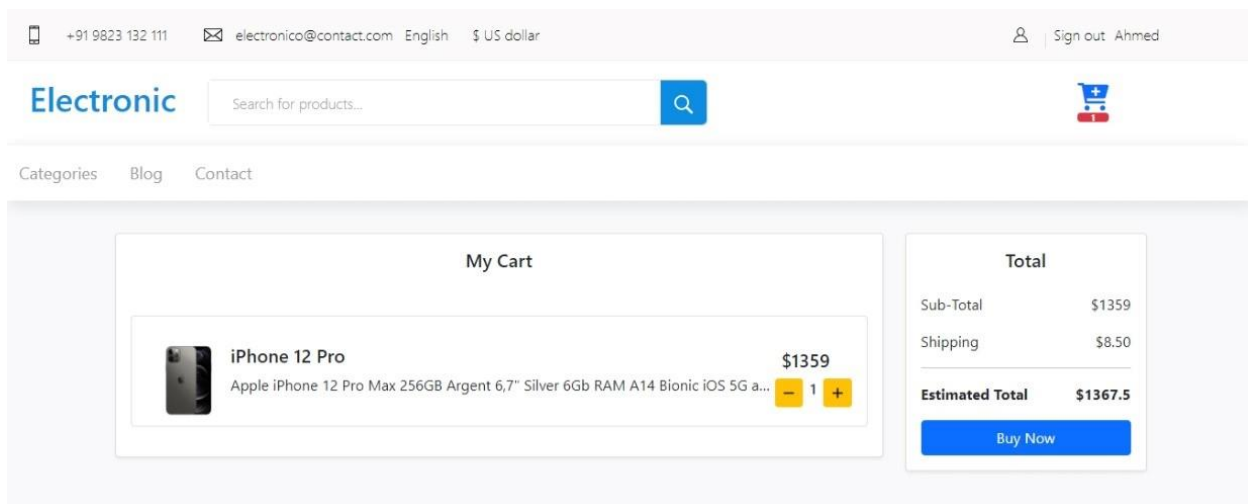 +91 9823 132 111 electronico@contact.com English $ US dollar Sign out Ahmed
Electronic Search for products... 1
Categories Blog Contact
My Cart
iPhone 12 Pro
$1359
Apple iPhone 12 Pro Max 256GB Argent 6,7" Silver 6Gb RAM A14 Bionic iOS 5G a...
− 1 +
Total
Sub-Total $1359
Shipping $8.50
Estimated Total $1367.5
Buy Now